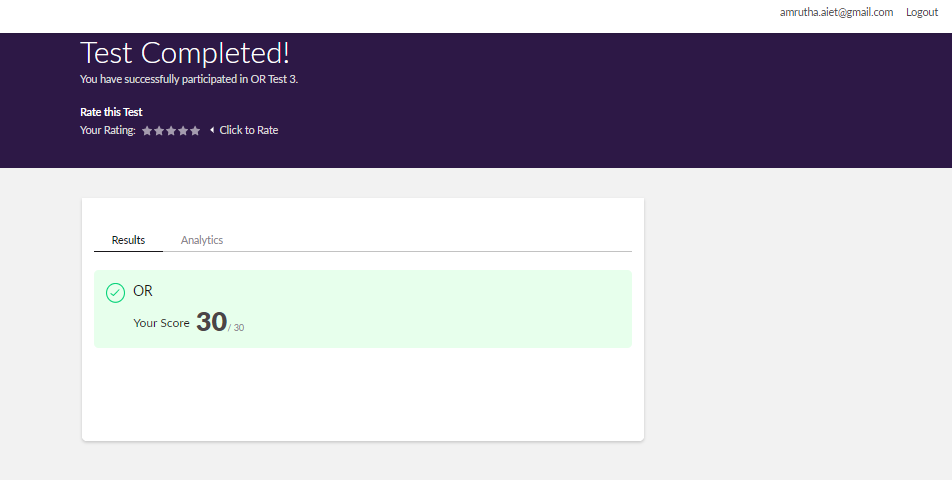 amrutha.aiet@gmail.com Logout
Test Completed!
You have successfully participated in OR Test 3.
Rate this Test
Your Rating: Click to Rate
Results Analytics
OR
Your Score 30 / 30